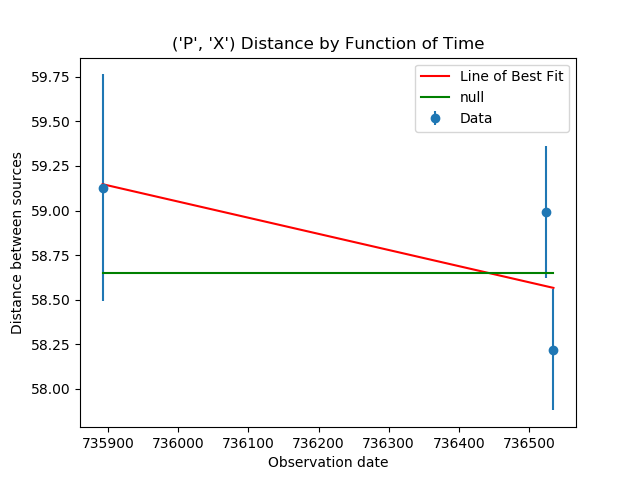 ('P', 'X') Distance by Function of Time
Line of Best Fit
null
Data
Distance between sources
59.75
59.50
59.25
59.00
58.75
58.50
58.25
58.00
735900 736000 736100 736200 736300 736400 736500
Observation date